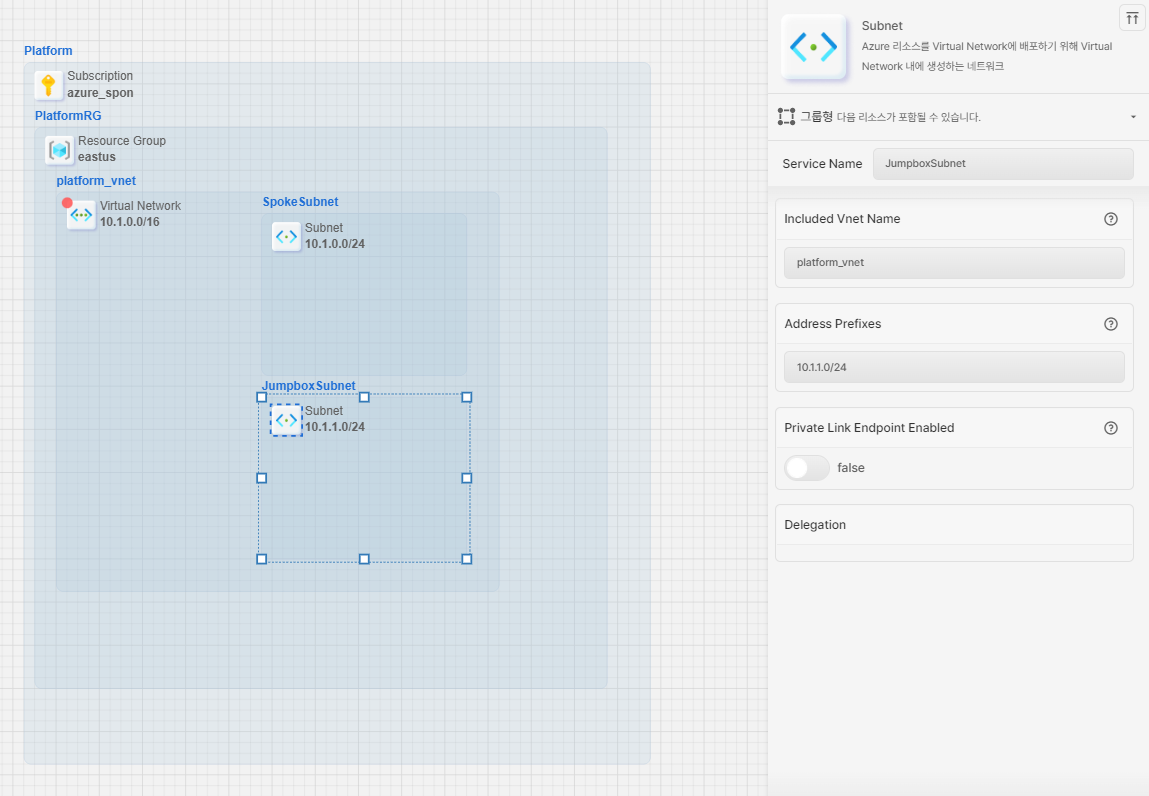 Platform
Subscription
azure_spon
PlatformRG
Resource Group
eastus
platform_vnet
Virtual Network
10.1.0.0/16
SpokeSubnet
Subnet
10.1.0.0/24
JumpboxSubnet
Subnet
10.1.1.0/24
Subnet
Azure 리소스를 Virtual Network에 배포하기 위해 Virtual
Network 내에 생성하는 네트워크
그룹형 다음 리소스가 포함될 수 있습니다.
Service Name JumpboxSubnet
Included Vnet Name
platform_vnet
Address Prefixes
10.1.1.0/24
Private Link Endpoint Enabled
false
Delegation